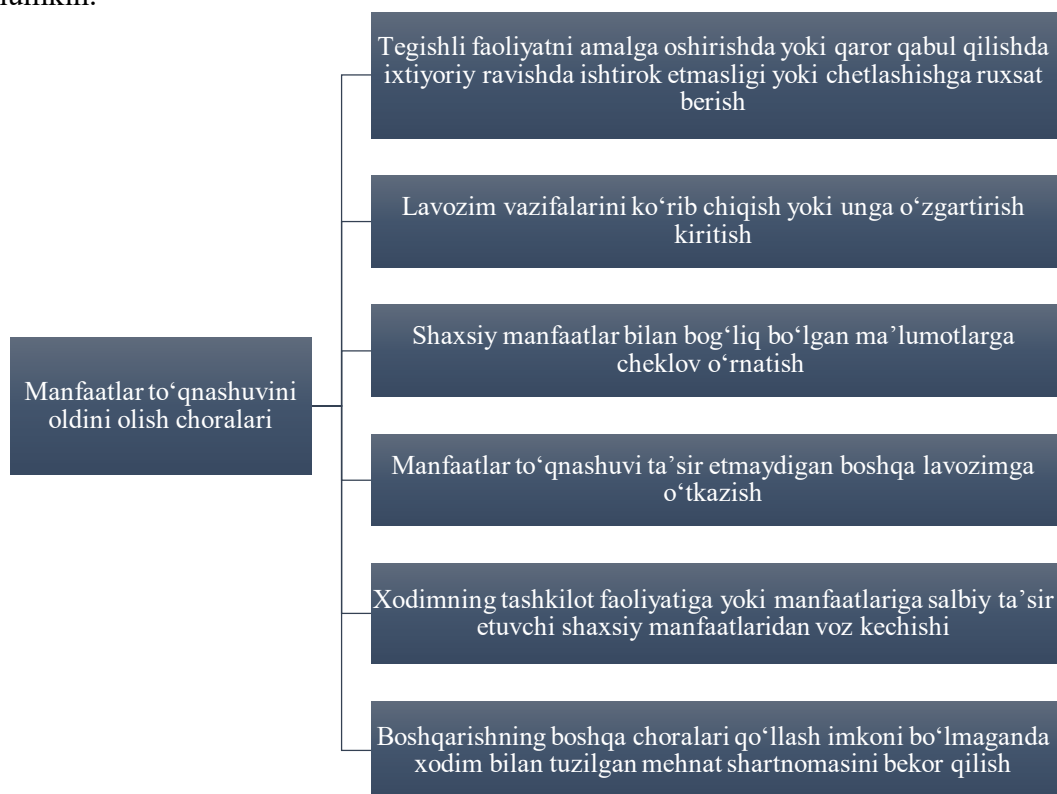 Tegishli faoliyatni amalga oshirishda yoki qaror qabul qilishda
ixtiyoriy ravishda ishtirok etmasligi yoki chetlashishga ruxsat
berish
Lavozim vazifalarini ko‘rib chiqish yoki unga o‘zgartirish
kiritish
Shaxsiy manfaatlar bilan bog‘liq bo‘lgan ma’lumotlarga
cheklov o‘rnatish
Manfaatlar to‘qnashuvini
oldini olish choralari
Manfaatlar to‘qnashuvi ta’sir etmaydigan boshqa lavozimga
o‘tkazish
Xodimning tashkilot faoliyatiga yoki manfaatlariga salbiy ta’sir
etuvchi shaxsiy manfaatlaridan voz kechishi
Boshqarishning boshqa choralari qo‘llash imkoni bo‘lmaganda
xodim bilan tuzilgan mehnat shartnomasini bekor qilish